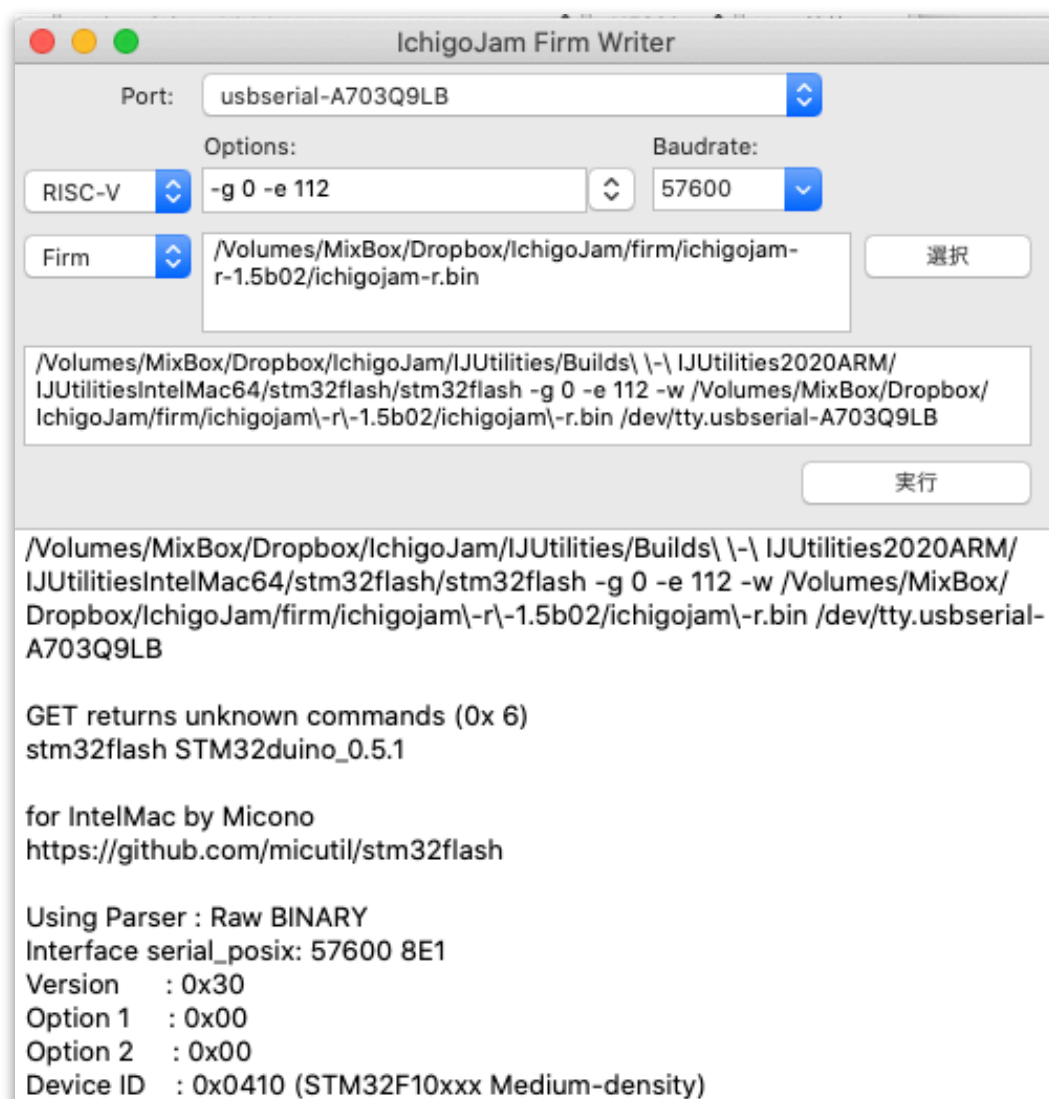 IchigoJam Firm Writer
Port:
usbserial-A703Q9LB
Options:
Baudrate:
RISC-V
-g 0 -e 112
57600
Firm
/Volumes/MixBox/Dropbox/IchigoJam/firm/ichigojam-
r-1.5b02/ichigojam-r.bin
選択
/Volumes/MixBox/Dropbox/IchigoJam/IJUtilities/Builds\ \-\ IJUtilities2020ARM/
IJUtilitiesIntelMac64/stm32flash/stm32flash -g 0 -e 112 -w /Volumes/MixBox/Dropbox/
IchigoJam/firm/ichigojam\-r\-1.5b02/ichigojam\-r.bin /dev/tty.usbserial-A703Q9LB
実行
/Volumes/MixBox/Dropbox/IchigoJam/IJUtilities/Builds\ \-\ IJUtilities2020ARM/
IJUtilitiesIntelMac64/stm32flash/stm32flash -g 0 -e 112 -w /Volumes/MixBox/
Dropbox/IchigoJam/firm/ichigojam\-r\-1.5b02/ichigojam\-r.bin /dev/tty.usbserial-
A703Q9LB
GET returns unknown commands (0x 6)
stm32flash STM32duino_0.5.1
for IntelMac by Micono
https://github.com/micutil/stm32flash
Using Parser : Raw BINARY
Interface serial_posix: 57600 8E1
Version : 0x30
Option 1 : 0x00
Option 2 : 0x00
Device ID : 0x0410 (STM32F10xxx Medium-density)